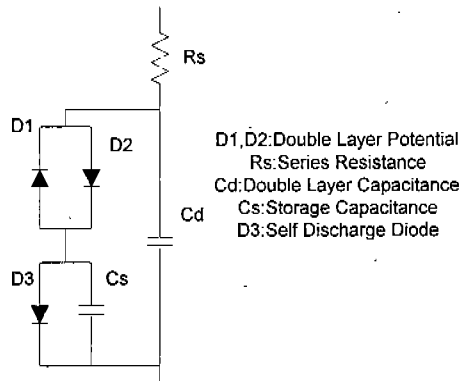 Rs
D1
D2
D1,D2:Double Layer Potential
Rs:Series Resistance
Cd:Double Layer Capacitance
Cs:Storage Capacitance
D3:Self Discharge Diode
Cd
D3
Cs